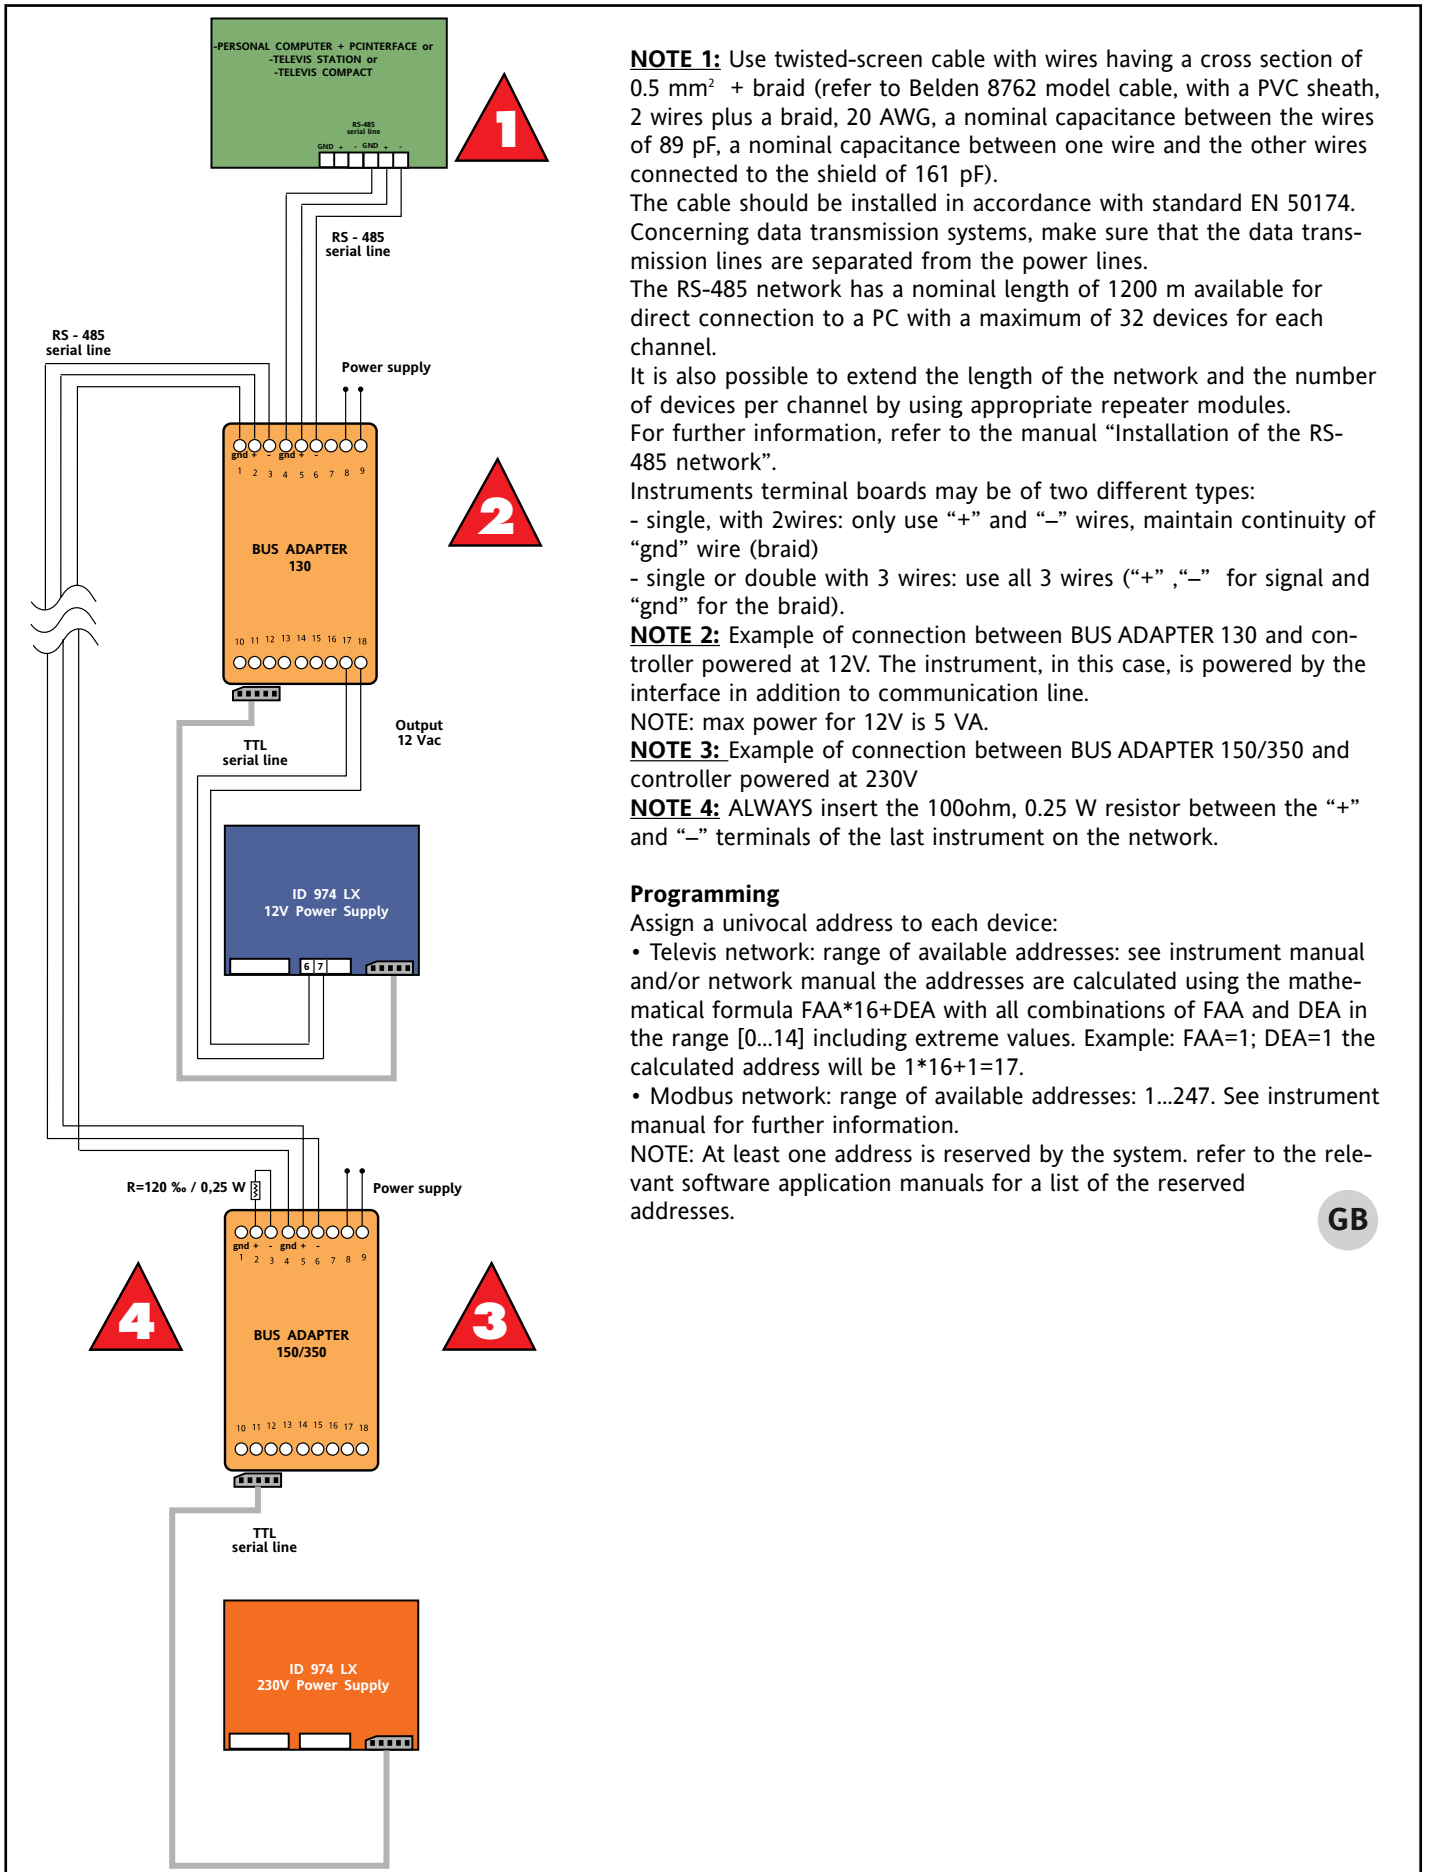 -PERSONAL COMPUTER + PCINTERFACE or
-TELEVIS STATION or
-TELEVIS COMPACT
RS-485
serial line
GND + - GND + -
1
RS - 485
serial line
RS - 485
serial line
Power supply
gnd + - gnd + -
1 2 3 4 5 6 7 8 9
2
BUS ADAPTER
130
10 11 12 13 14 15 16 17 18
Output
12 Vac
TTL
serial line
ID 974 LX
12V Power Supply
6 7
R=120 ‰ / 0,25 W
Power supply
gnd + - gnd + -
1 2 3 4 5 6 7 8 9
4
3
BUS ADAPTER
150/350
10 11 12 13 14 15 16 17 18
TTL
serial line
ID 974 LX
230V Power Supply
NOTE 1: Use twisted-screen cable with wires having a cross section of
0.5 mm² + braid (refer to Belden 8762 model cable, with a PVC sheath,
2 wires plus a braid, 20 AWG, a nominal capacitance between the wires
of 89 pF, a nominal capacitance between one wire and the other wires
connected to the shield of 161 pF).
The cable should be installed in accordance with standard EN 50174.
Concerning data transmission systems, make sure that the data trans-
mission lines are separated from the power lines.
The RS-485 network has a nominal length of 1200 m available for
direct connection to a PC with a maximum of 32 devices for each
channel.
It is also possible to extend the length of the network and the number
of devices per channel by using appropriate repeater modules.
For further information, refer to the manual “Installation of the RS-
485 network”.
Instruments terminal boards may be of two different types:
- single, with 2wires: only use “+” and “–” wires, maintain continuity of
“gnd” wire (braid)
- single or double with 3 wires: use all 3 wires (“+” ,“–” for signal and
“gnd” for the braid).
NOTE 2: Example of connection between BUS ADAPTER 130 and con-
troller powered at 12V. The instrument, in this case, is powered by the
interface in addition to communication line.
NOTE: max power for 12V is 5 VA.
NOTE 3: Example of connection between BUS ADAPTER 150/350 and
controller powered at 230V
NOTE 4: ALWAYS insert the 100ohm, 0.25 W resistor between the “+”
and “–” terminals of the last instrument on the network.
Programming
Assign a univocal address to each device:
• Televis network: range of available addresses: see instrument manual
and/or network manual the addresses are calculated using the mathe-
matical formula FAA*16+DEA with all combinations of FAA and DEA in
the range [0...14] including extreme values. Example: FAA=1; DEA=1 the
calculated address will be 1*16+1=17.
• Modbus network: range of available addresses: 1...247. See instrument
manual for further information.
NOTE: At least one address is reserved by the system. refer to the rele-
vant software application manuals for a list of the reserved
addresses.
GB